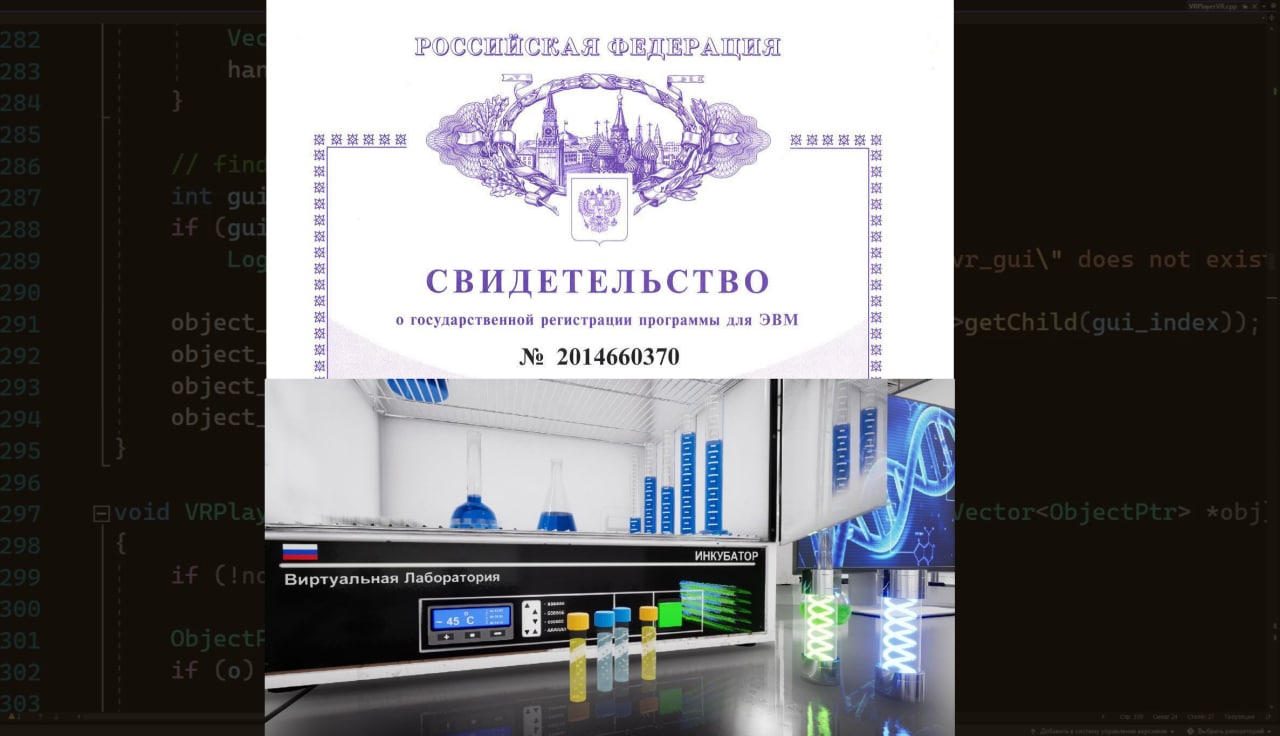 VRPlayerVR.cpp
РОССИЙСКАЯ ФЕДЕРАЦИЯ
СВИДЕТЕЛЬСТВО
о государственной регистрации программы для ЭВМ
№ 2014660370
282 Vec
283 han
284 }
285
286 // find
287 int gui
288 if (gui
289 Log vr_gui\" does not exis
290
291 object_ >getChild(gui_index));
292 object_
293 object_
294 object_
295 }
296
297 void VRPlay Vector<ObjectPtr> *obj
298 {
299 if (!no
300
301 ObjectP
302 if (o)
303
ИНКУБАТОР
Виртуальная Лаборатория
~ 45 °C